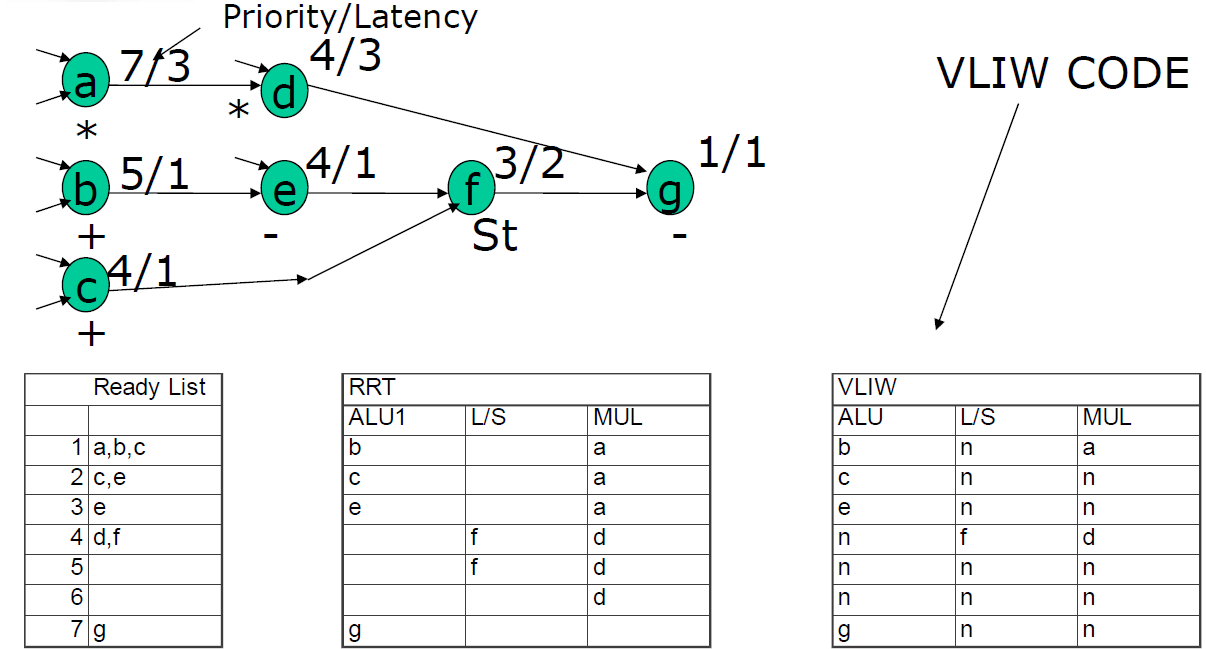 Priority/Latency
a 7/3 d 4/3
* *
VLIW CODE
b 5/1 e 4/1 f 3/2 g 1/1
+ - St -
c 4/1
+
Ready List
1 a,b,c
2 c,e
3 e
4 d,f
5
6
7 g
RRT
ALU1 L/S MUL
b a
c a
e a
f d
f d
d
g
VLIW
ALU L/S MUL
b n a
c n n
e n n
n f d
n n n
n n n
g n n